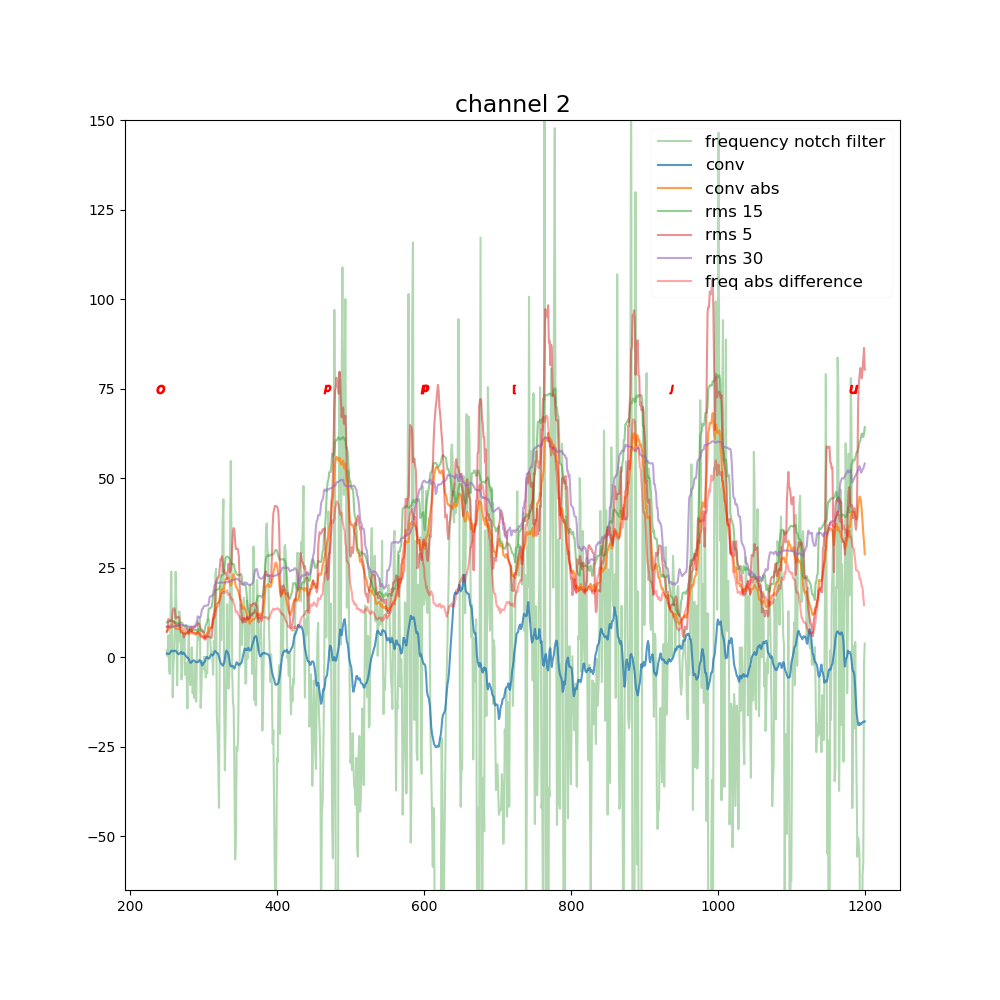 channel 2
150
125
100
75
50
25
0
−25
−50
frequency notch filter
conv
conv abs
rms 15
rms 5
rms 30
freq abs difference
o p p [ J u
200 400 600 800 1000 1200